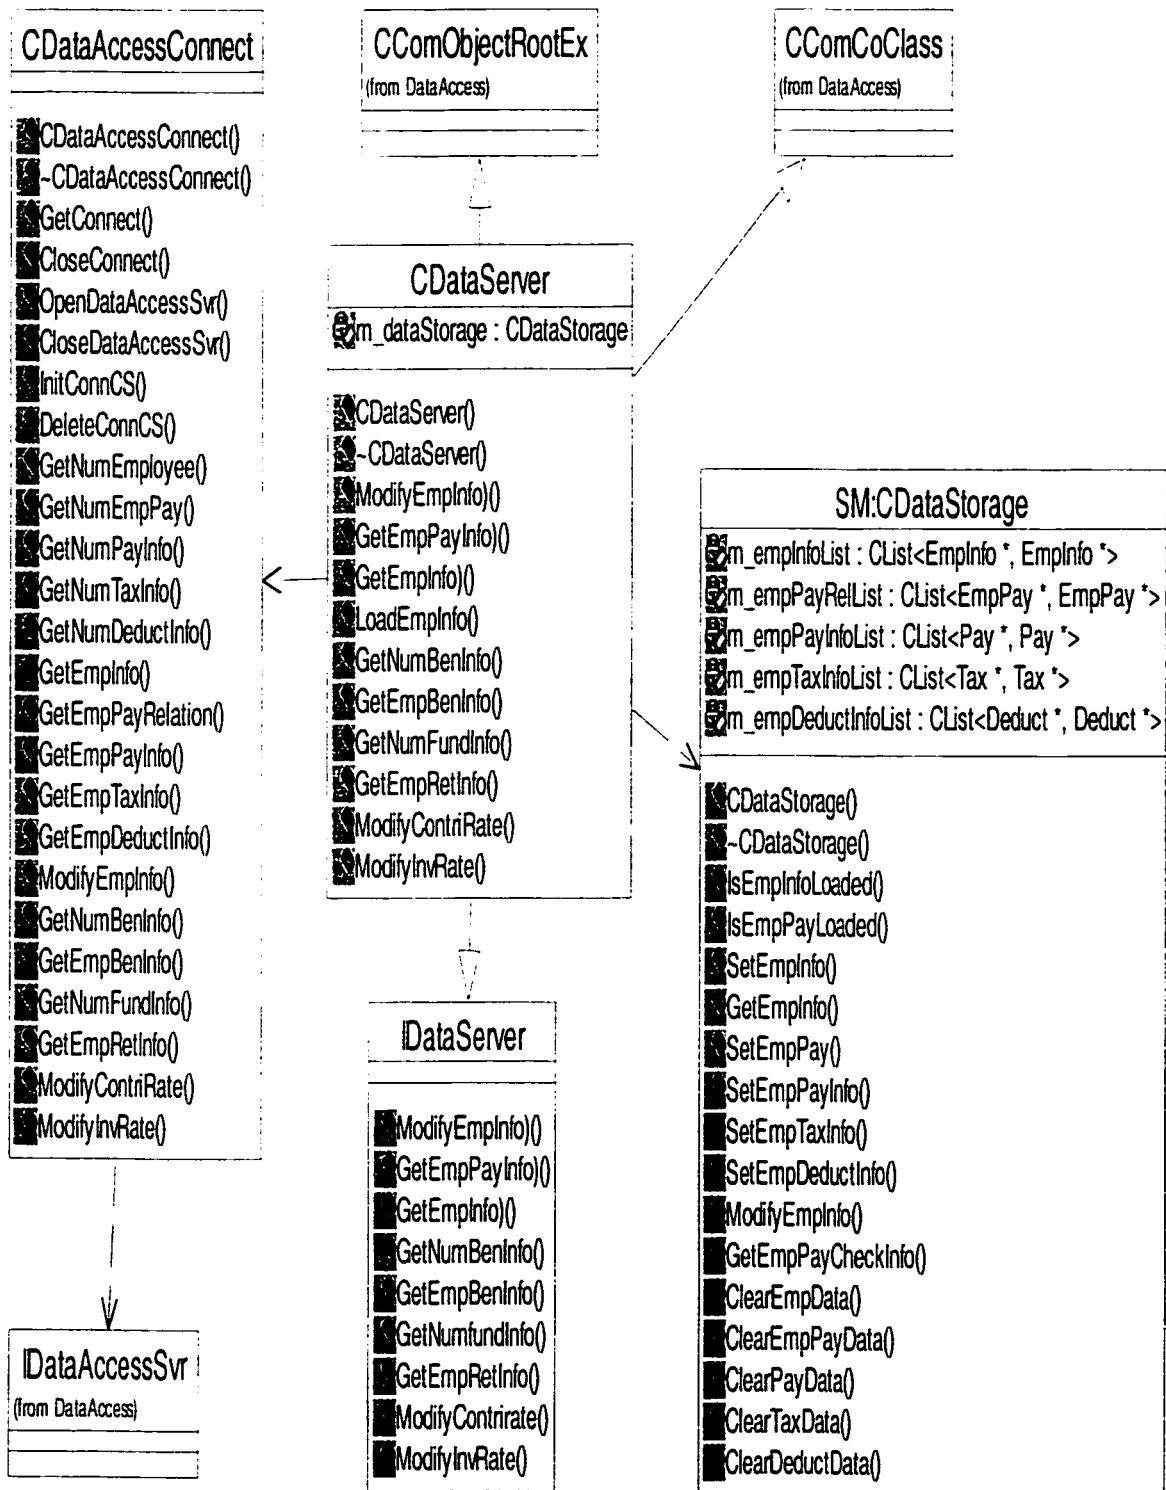 CDataAccessConnect
CDataAccessConnect()
~CDataAccessConnect()
GetConnect()
CloseConnect()
OpenDataAccessSvr()
CloseDataAccessSvr()
InitConnCS()
DeleteConnCS()
GetNumEmployee()
GetNumEmpPay()
GetNumPayInfo()
GetNumTaxInfo()
GetNumDeductInfo()
GetEmpInfo()
GetEmpPayRelation()
GetEmpPayInfo()
GetEmpTaxInfo()
GetEmpDeductInfo()
ModifyEmpInfo()
GetNumBenInfo()
GetEmpBenInfo()
GetNumFundInfo()
GetEmpRetInfo()
ModifyContriRate()
ModifyInvRate()
IDataAccessSvr
(from DataAccess)
CComObjectRootEx
(from DataAccess)
CDataServer
m_dataStorage : CDataStorage
CDataServer()
~CDataServer()
ModifyEmpInfo)()
GetEmpPayInfo)()
GetEmpInfo)()
LoadEmpInfo()
GetNumBenInfo()
GetEmpBenInfo()
GetNumFundInfo()
GetEmpRetInfo()
ModifyContriRate()
ModifyInvRate()
IDataServer
ModifyEmpInfo)()
GetEmpPayInfo)()
GetEmpInfo)()
GetNumBenInfo()
GetEmpBenInfo()
GetNumfundInfo()
GetEmpRetInfo()
ModifyContrirate()
ModifyInvRate()
CComCoClass
(from DataAccess)
SM:CDataStorage
m_empInfoList : CList<EmpInfo *, EmpInfo *>
m_empPayRelList : CList<EmpPay *, EmpPay *>
m_empPayInfoList : CList<Pay *, Pay *>
m_empTaxInfoList : CList<Tax *, Tax *>
m_empDeductInfoList : CList<Deduct *, Deduct *>
CDataStorage()
~CDataStorage()
IsEmpInfoLoaded()
IsEmpPayLoaded()
SetEmpInfo()
GetEmpInfo()
SetEmpPay()
SetEmpPayInfo()
SetEmpTaxInfo()
SetEmpDeductInfo()
ModifyEmpInfo()
GetEmpPayCheckInfo()
ClearEmpData()
ClearEmpPayData()
ClearPayData()
ClearTaxData()
ClearDeductData()